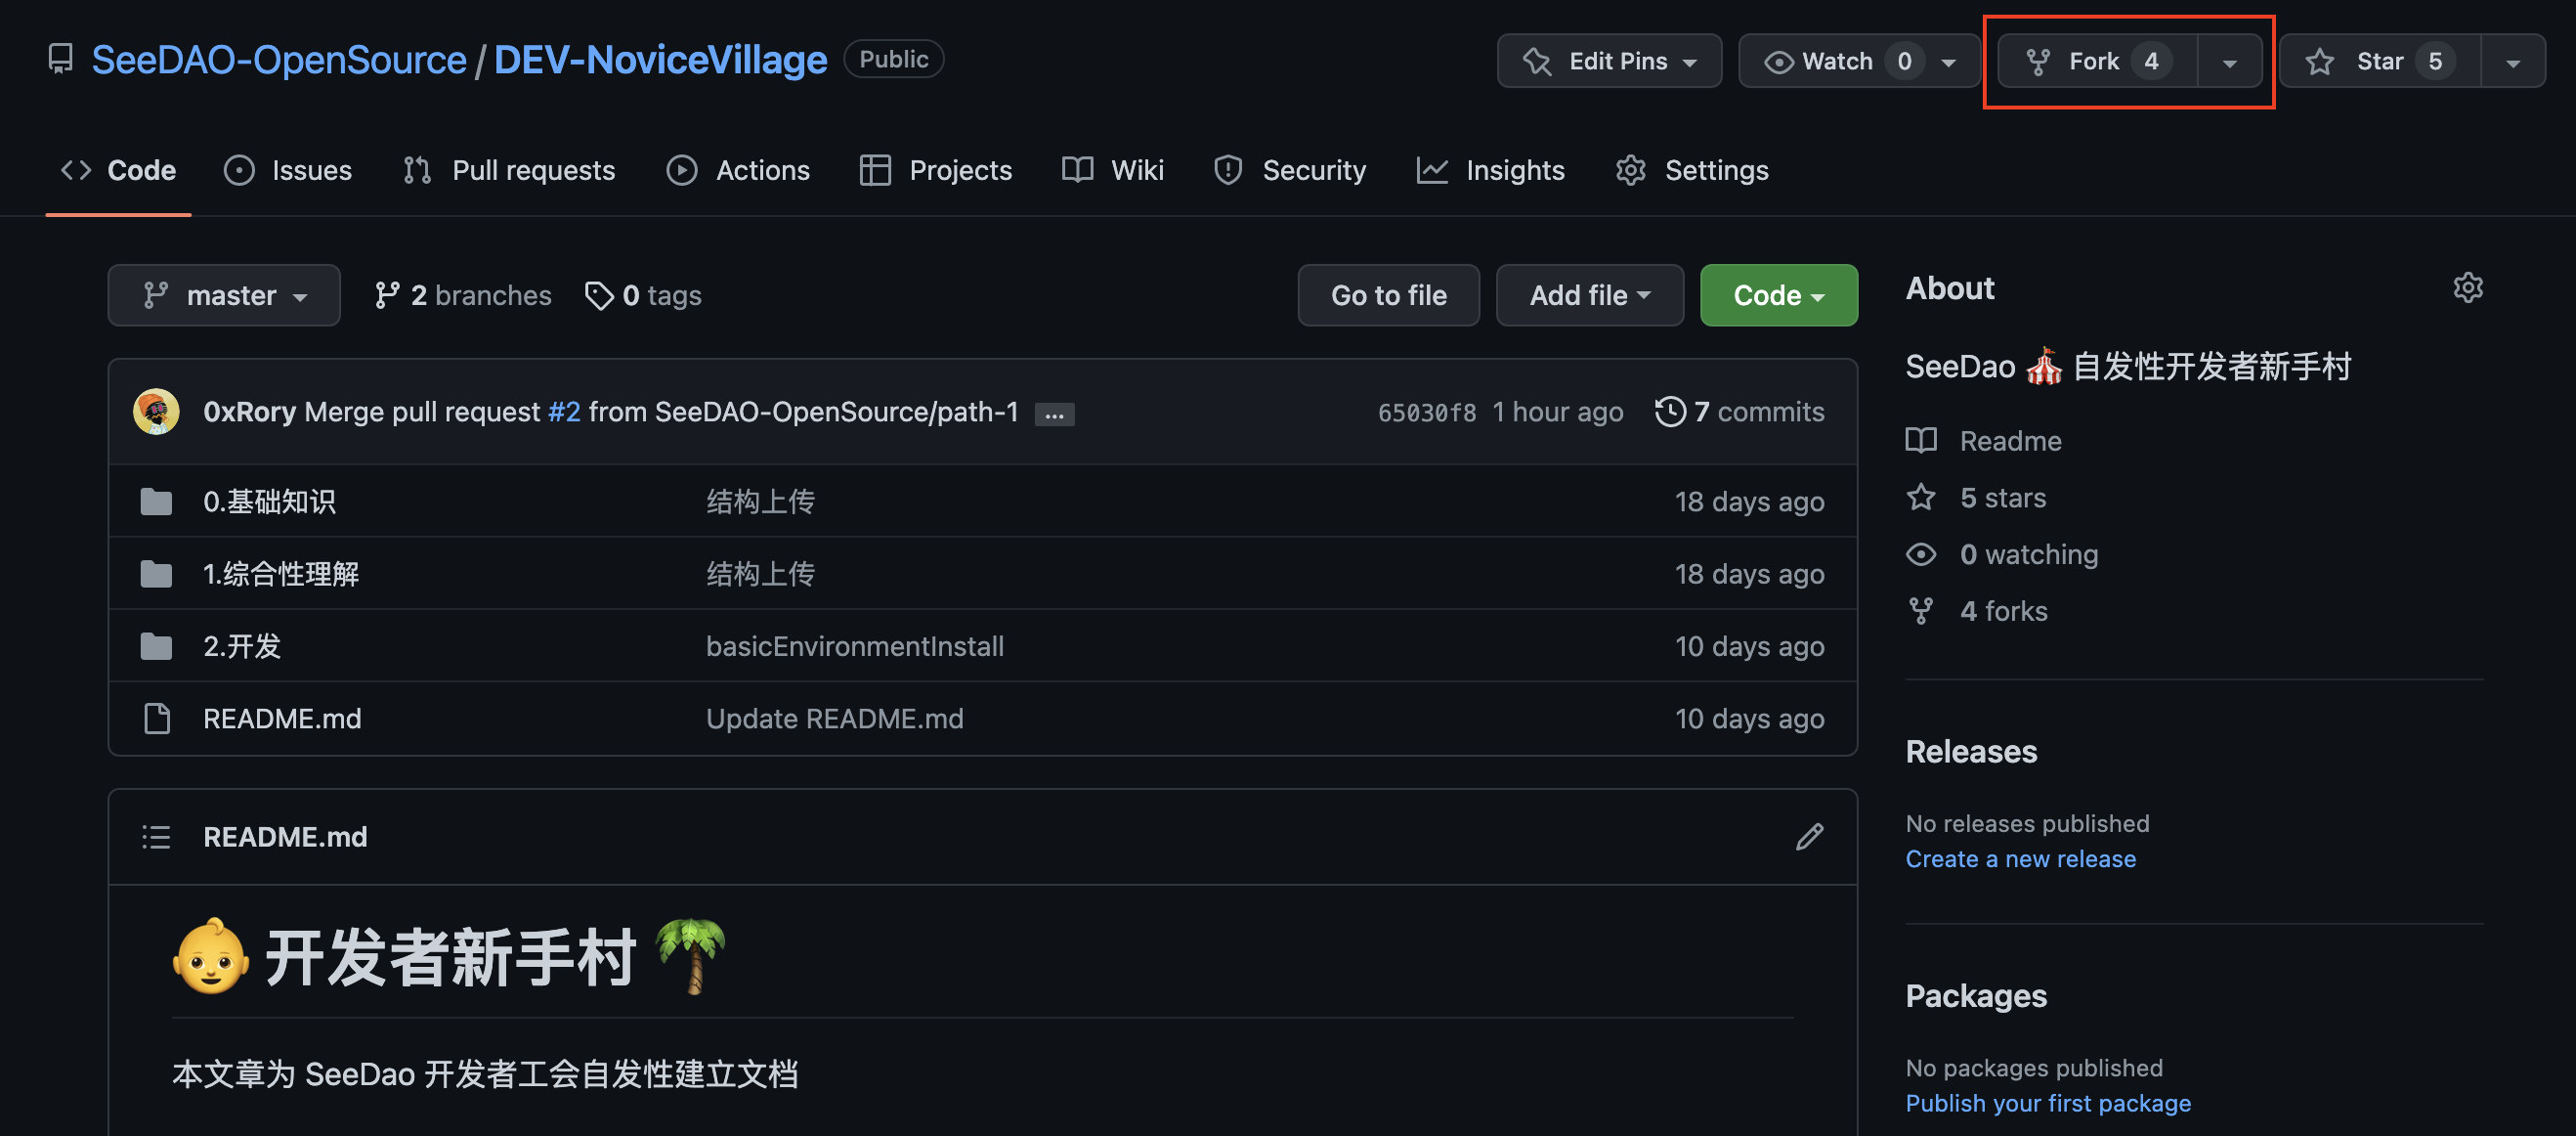 SeeDAO-OpenSource / DEV-NoviceVillage Public
Edit Pins Watch 0 Fork 4 Star 5
Code Issues Pull requests Actions Projects Wiki Security Insights Settings
master 2 branches 0 tags Go to file Add file Code
0xRory Merge pull request #2 from SeeDAO-OpenSource/path-1 ... 65030f8 1 hour ago 7 commits
0.基础知识 结构上传 18 days ago
1.综合性理解 结构上传 18 days ago
2.开发 basicEnvironmentInstall 10 days ago
README.md Update README.md 10 days ago
README.md
👶 开发者新手村 🌴
本文章为 SeeDao 开发者工会自发性建立文档
About
SeeDao 🎪 自发性开发者新手村
Readme
5 stars
0 watching
4 forks
Releases
No releases published
Create a new release
Packages
No packages published
Publish your first package